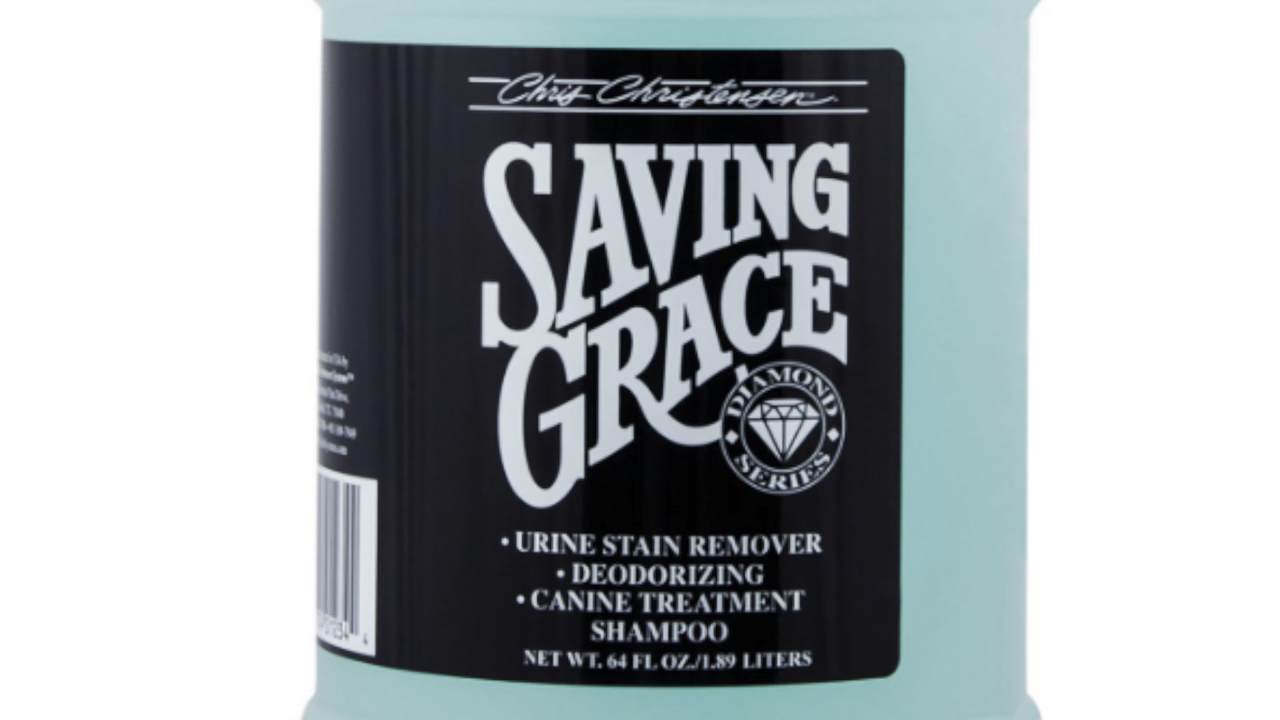 Chris Christensen
SAVING
GRACE
DIAMOND
SERIES
• URINE STAIN REMOVER
• DEODORIZING
• CANINE TREATMENT
SHAMPOO
NET WT. 64 FL OZ./1.89 LITERS